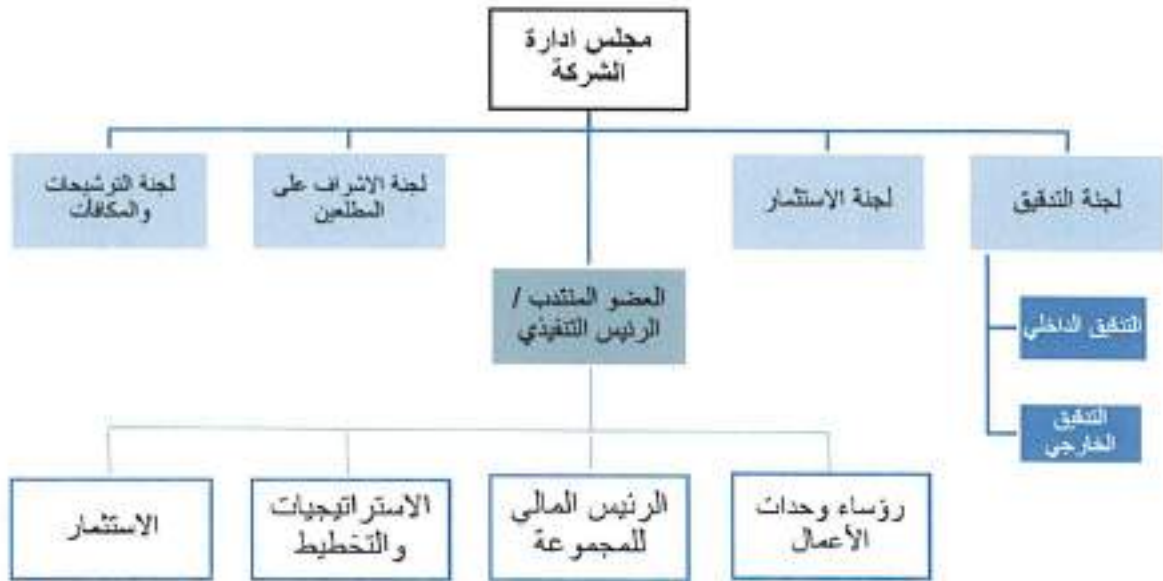 مجلس ادارة
الشركة
لجنة التدقيق
لجنة الاستثمار
لجنة الاشراف على
المطلعين
لجنة الترشيحات
والمكافآت
العضو المنتدب /
الرئيس التنفيذي
التدقيق الداخلي
التدقيق
الخارجي
رؤساء وحدات
الأعمال
الرئيس المالي
للمجموعة
الاستراتيجيات
والتخطيط
الاستثمار